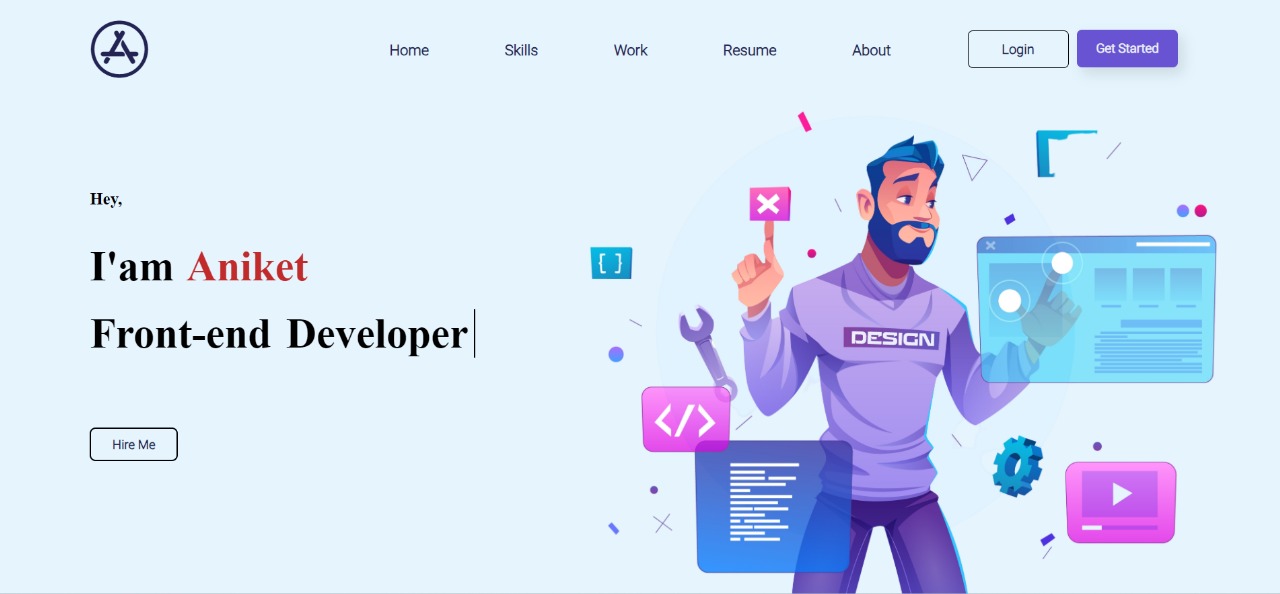 Home Skills Work Resume About Login Get Started
Hey,
I'am Aniket
Front-end Developer
Hire Me
{ }
DESIGN
</>